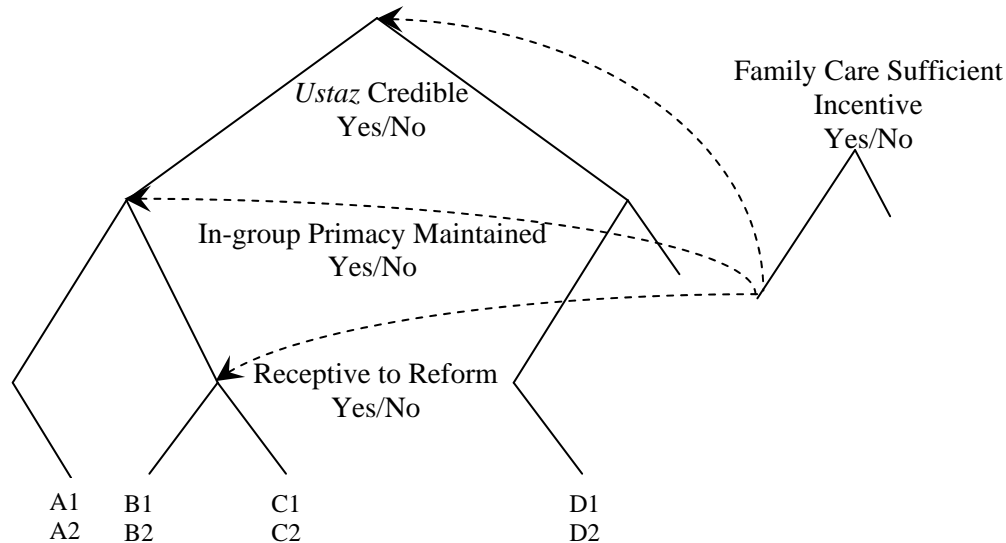 Ustaz Credible
Yes/No
Family Care Sufficient
Incentive
Yes/No
In-group Primacy Maintained
Yes/No
Receptive to Reform
Yes/No
A1 B1 C1 D1
A2 B2 C2 D2